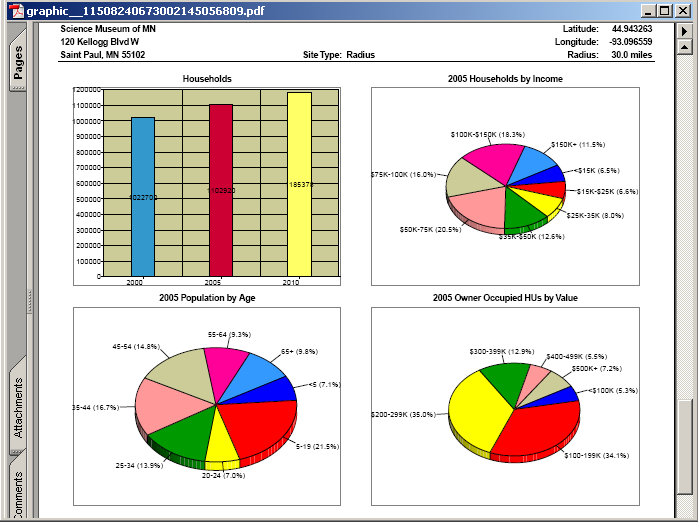 graphic__11508240673002145056809.pdf
Science Museum of MN
Latitude: 44.943263
120 Kellogg Blvd W
Longitude: -93.096559
Saint Paul, MN 55102
Site Type: Radius
Radius: 30.0 miles
Pages
Attachments
Comments
Households
1200000
1100000
1000000
900000
800000
700000
600000
500000
400000
300000
200000
100000
0
1022702
1102920
185378
2000
2005
2010
2005 Households by Income
$100K-$150K (18.3%)
$150K+ (11.5%)
<$15K (6.5%)
$15K-$25K (6.6%)
$25K-35K (8.0%)
$35K-$50K (12.6%)
$50K-75K (20.5%)
$75K-100K (16.0%)
2005 Population by Age
55-64 (9.3%)
65+ (9.8%)
<5 (7.1%)
5-19 (21.5%)
20-24 (7.0%)
25-34 (13.9%)
35-44 (16.7%)
45-54 (14.8%)
2005 Owner Occupied HUs by Value
$300-399K (12.9%)
$400-499K (5.5%)
$500K+ (7.2%)
<$100K (5.3%)
$100-199K (34.1%)
$200-299K (35.0%)